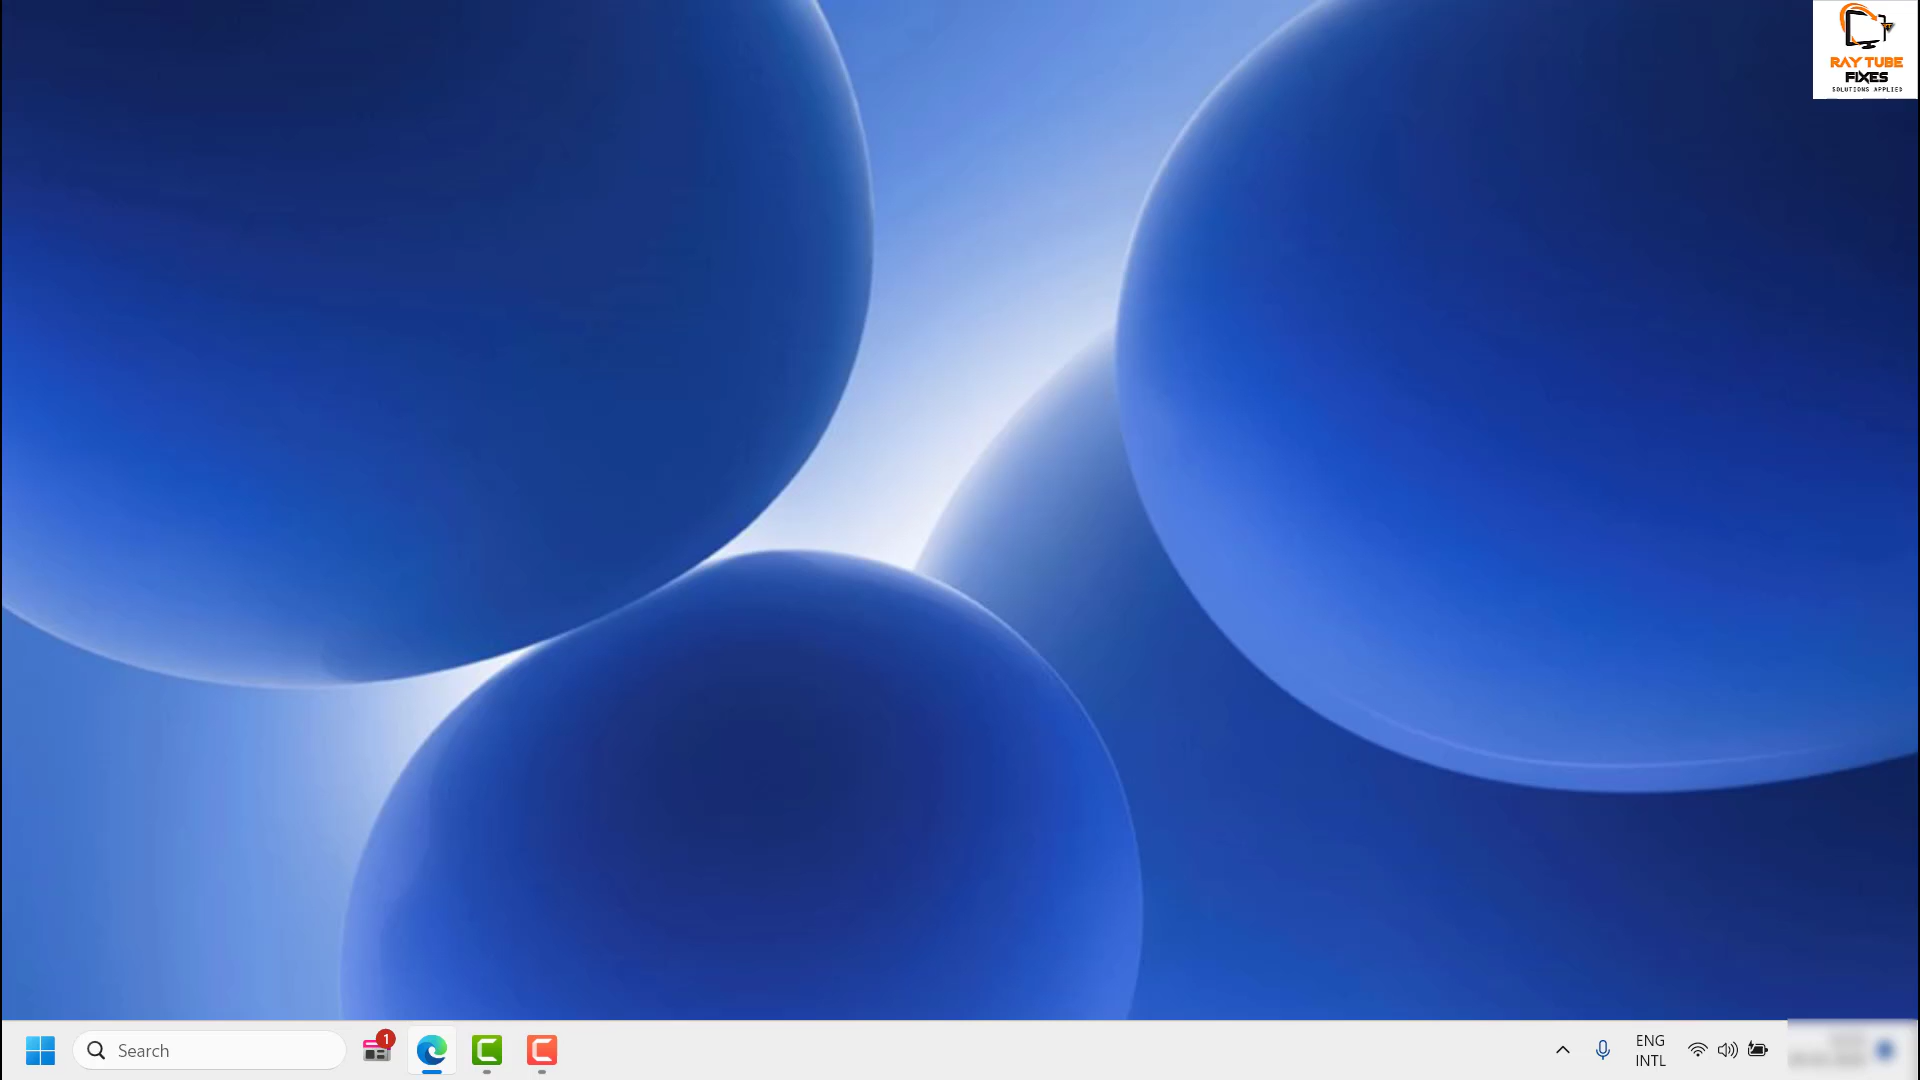 RAY TUBE
FIXES
SOLUTIONS APPLIED
Search
1
ENG
INTL